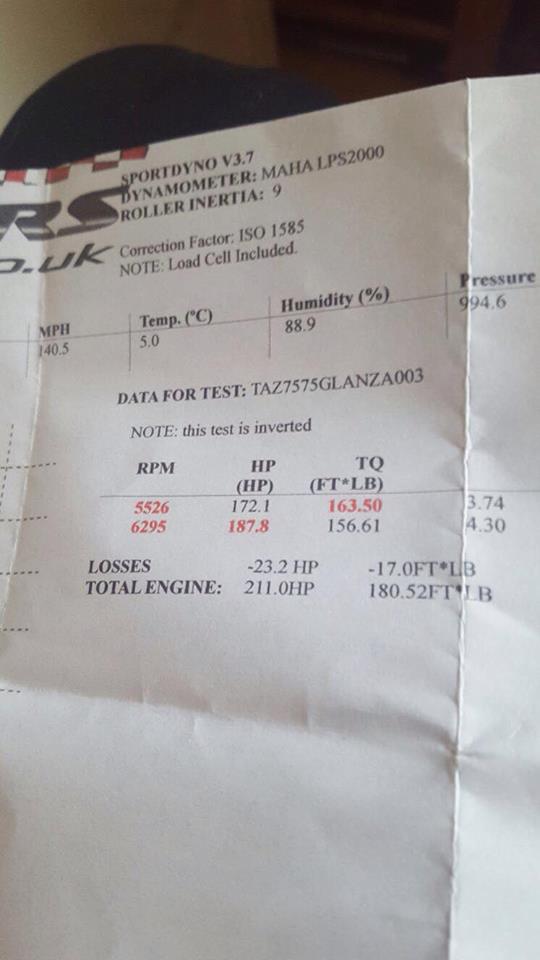 SPORTDYNO V3.7
DYNAMOMETER: MAHA LPS2000
ROLLER INERTIA: 9
RS
o.uk
Correction Factor: ISO 1585
NOTE: Load Cell Included.
MPH Temp. (ºC) Humidity (%) Pressure
140.5 5.0 88.9 994.6
DATA FOR TEST: TAZ7575GLANZA003
NOTE: this test is inverted
RPM HP TQ
(HP) (FT*LB)
5526 172.1 163.50 3.74
6295 187.8 156.61 4.30
LOSSES -23.2 HP -17.0FT*LB
TOTAL ENGINE: 211.0HP 180.52FT*LB